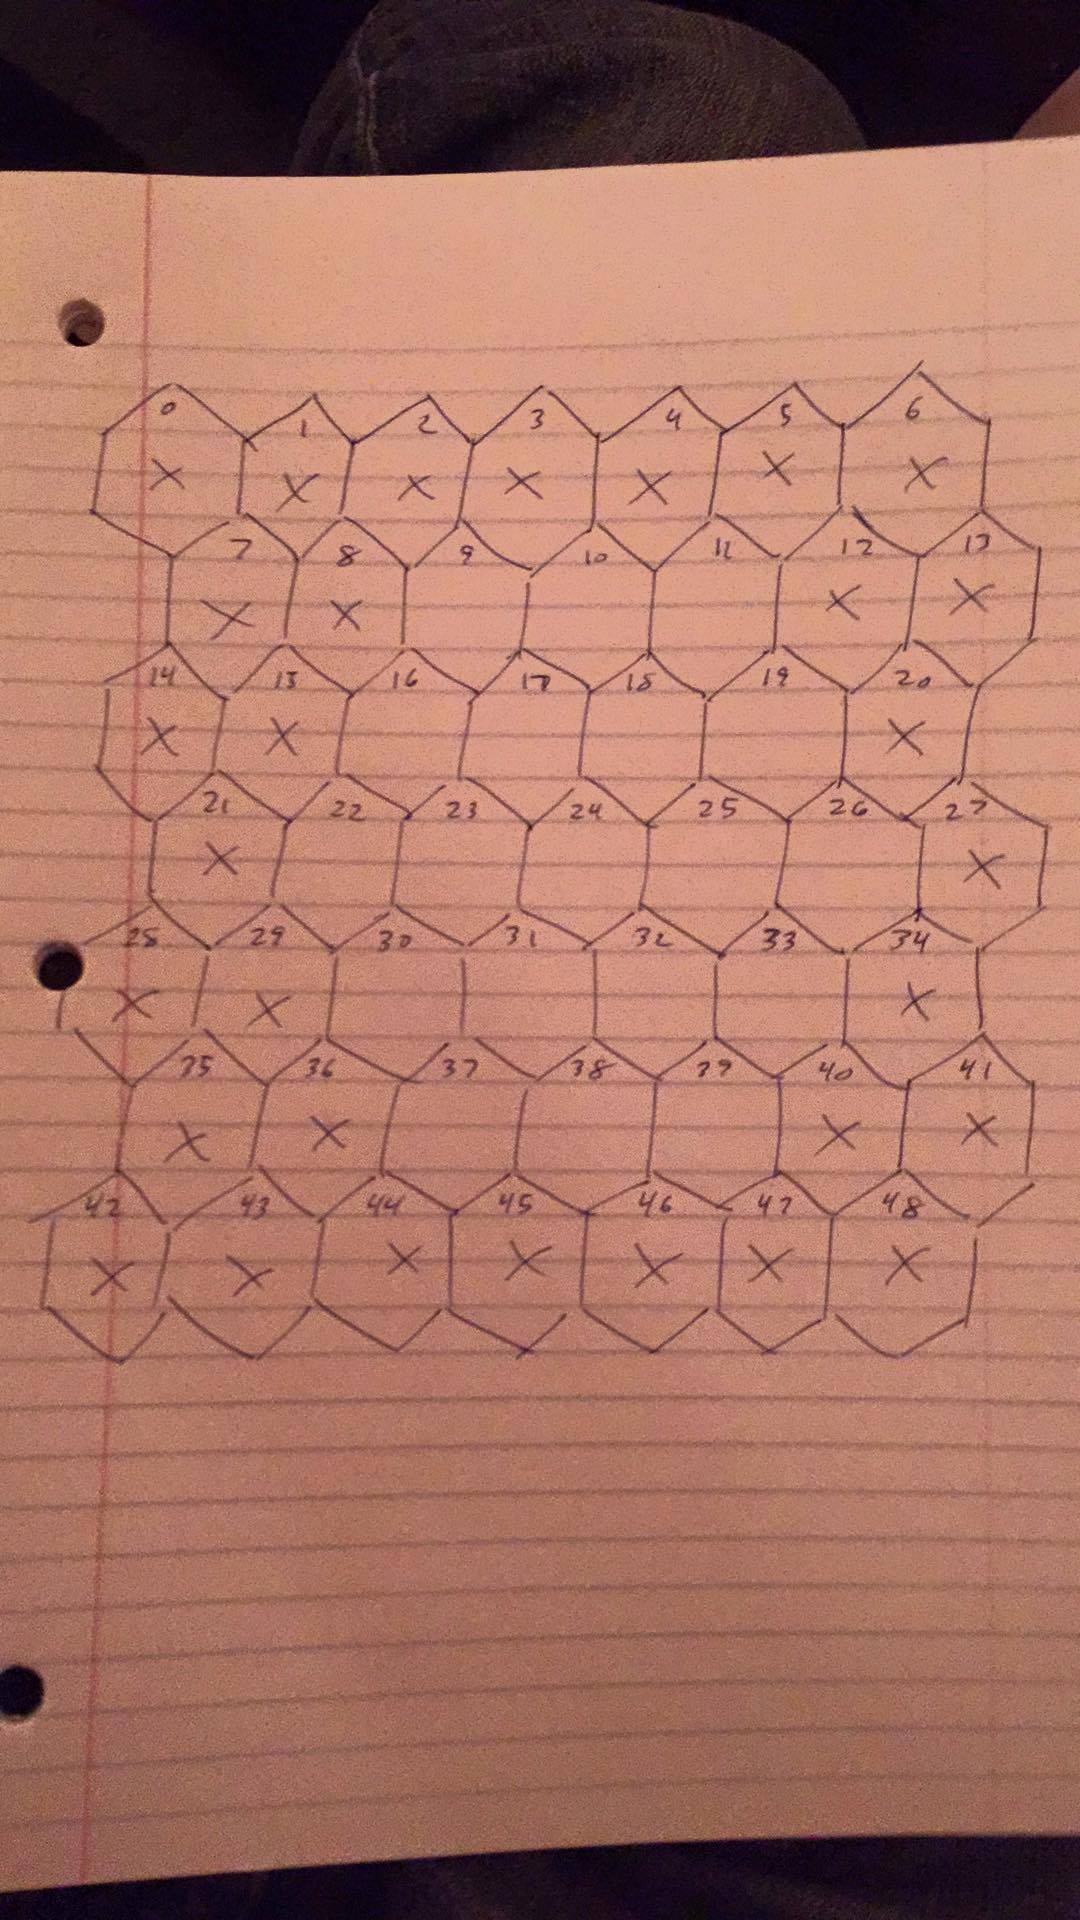 0 1 2 3 4 5 6
X X X X X X X
7 8 9 10 11 12 13
X X X X
14 15 16 17 18 19 20
X X X
21 22 23 24 25 26 27
X X
28 29 30 31 32 33 34
X X X
35 36 37 38 39 40 41
X X X X
42 43 44 45 46 47 48
X X X X X X X